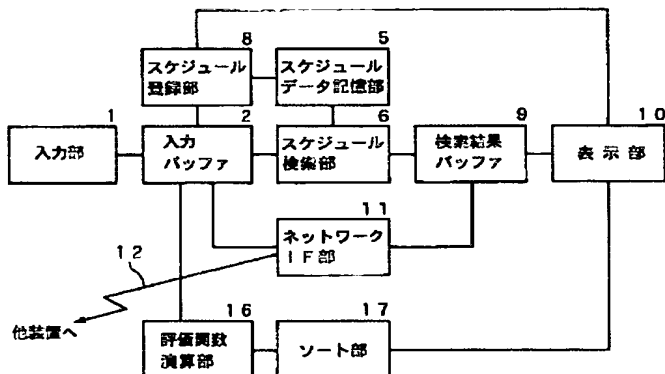 8
5
スケジュール
登録部
スケジュール
データ記憶部
1
2
6
9
10
入力部
入力
バッファ
スケジュール
検索部
検索結果
バッファ
表示部
11
ネットワーク
IF部
12
他装置へ
16
17
評価関数
演算部
ソート部